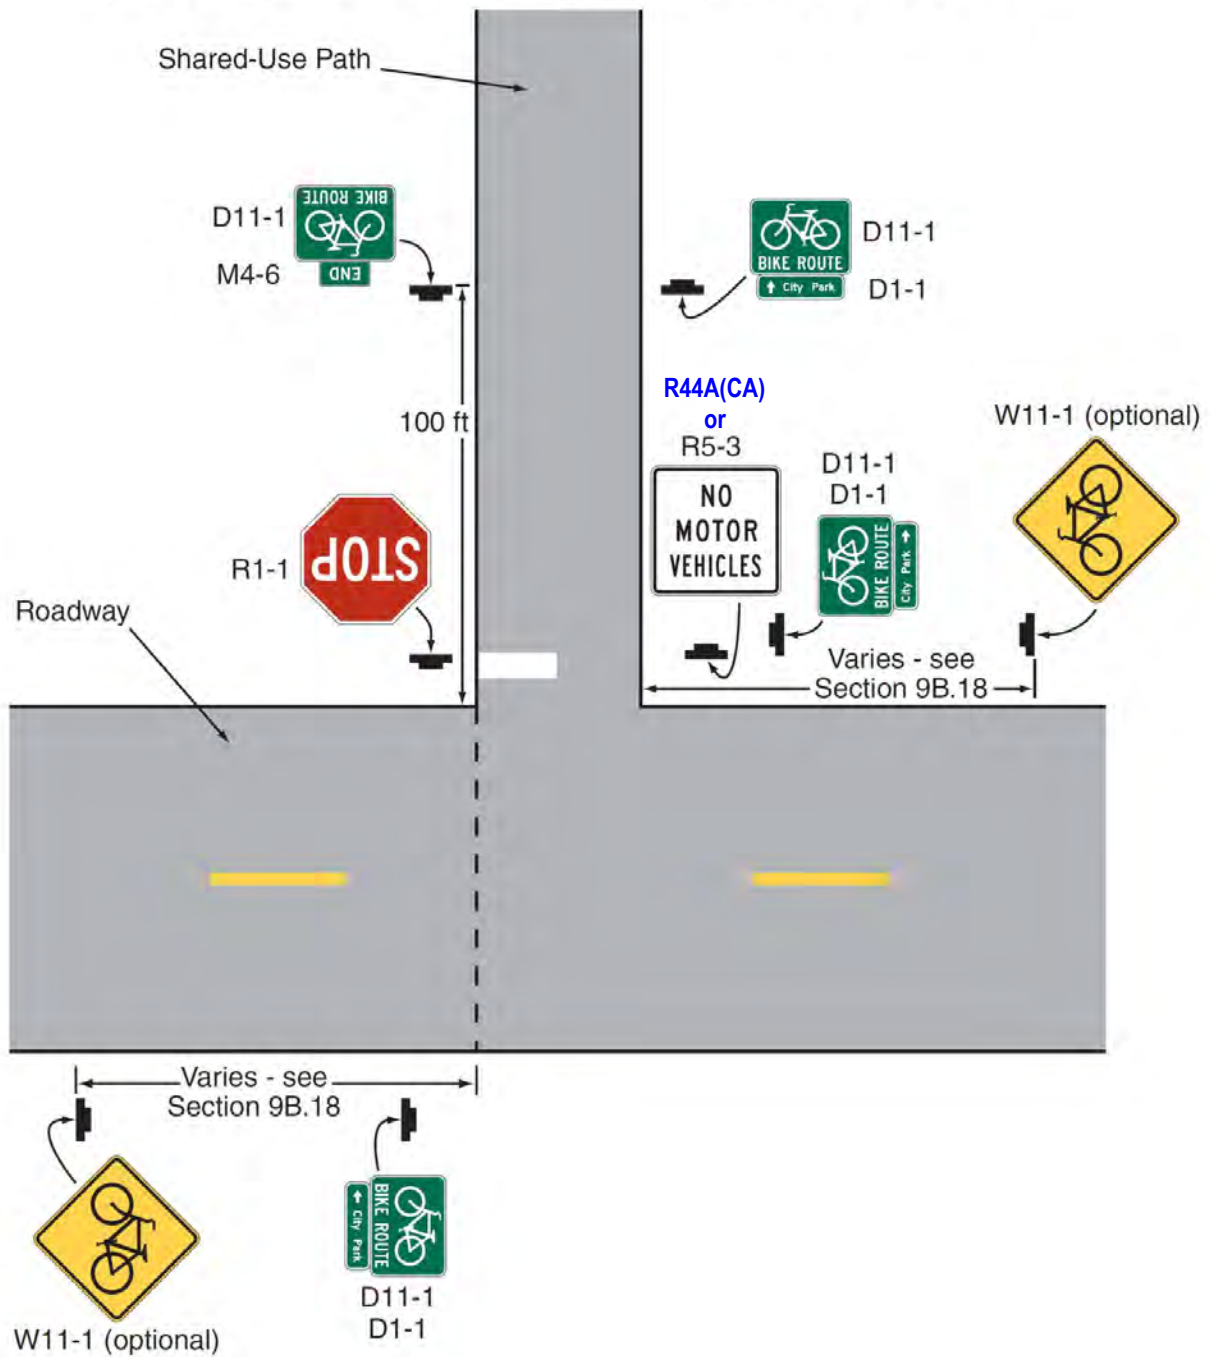 Shared-Use Path
D11-1
M4-6
BIKE ROUTE
END
BIKE ROUTE
↑ City Park
D11-1
D1-1
100 ft
R44A(CA)
or
R5-3
NO
MOTOR
VEHICLES
D11-1
D1-1
BIKE ROUTE
City Park →
W11-1 (optional)
R1-1
STOP
Roadway
Varies - see
Section 9B.18
Varies - see
Section 9B.18
W11-1 (optional)
BIKE ROUTE
← City Park
D11-1
D1-1